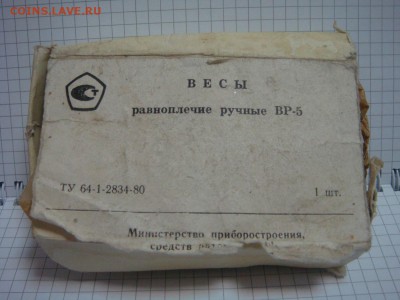 COINS.LAVE.RU
ВЕСЫ
равноплечие ручные ВР-5
ТУ 64-1-2834-80 1 шт.
Министерство приборостроения,
средств